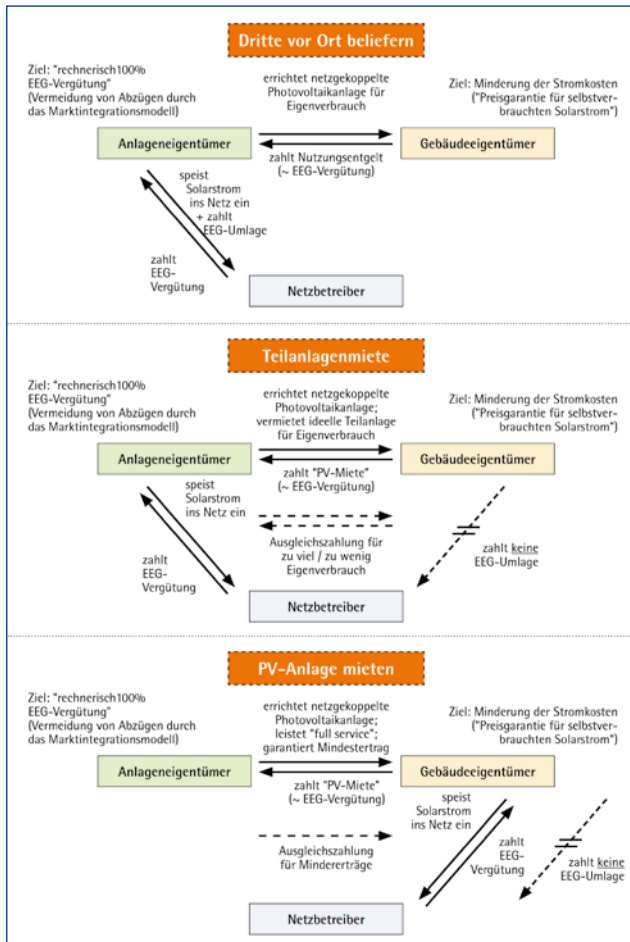 Dritte vor Ort beliefern
Ziel: "rechnerisch100%
EEG-Vergütung"
(Vermeidung von Abzügen durch
das Marktintegrationsmodell)
errichtet netzgekoppelte
Photovoltaikanlage für
Eigenverbrauch
Ziel: Minderung der Stromkosten
("Preisgarantie für selbstver-
brauchten Solarstrom")
Anlageneigentümer
Gebäudeeigentümer
zahlt Nutzungsentgelt
(~ EEG-Vergütung)
speist
Solarstrom
ins Netz ein
+ zahlt
EEG-Umlage
zahlt
EEG-
Vergütung
Netzbetreiber
Teilanlagenmiete
Ziel: "rechnerisch100%
EEG-Vergütung"
(Vermeidung von Abzügen durch
das Marktintegrationsmodell)
errichtet netzgekoppelte
Photovoltaikanlage;
vermietet ideelle Teilanlage
für Eigenverbrauch
Ziel: Minderung der Stromkosten
("Preisgarantie für selbstver-
brauchten Solarstrom")
Anlageneigentümer
Gebäudeeigentümer
zahlt "PV-Miete"
(~ EEG-Vergütung)
speist
Solarstrom
ins Netz ein
Ausgleichszahlung für
zu viel / zu wenig
Eigenverbrauch
zahlt
EEG-
Vergütung
zahlt keine
EEG-Umlage
Netzbetreiber
PV-Anlage mieten
Ziel: "rechnerisch100%
EEG-Vergütung"
(Vermeidung von Abzügen durch
das Marktintegrationsmodell)
errichtet netzgekoppelte
Photovoltaikanlage;
leistet "full service";
garantiert Mindestertrag
Ziel: Minderung der Stromkosten
("Preisgarantie für selbstver-
brauchten Solarstrom")
Anlageneigentümer
Gebäudeeigentümer
zahlt "PV-Miete"
(~ EEG-Vergütung)
speist
Solarstrom
ins Netz ein
Ausgleichszahlung
für Mindererträge
zahlt
EEG-
Vergütung
zahlt keine
EEG-Umlage
Netzbetreiber